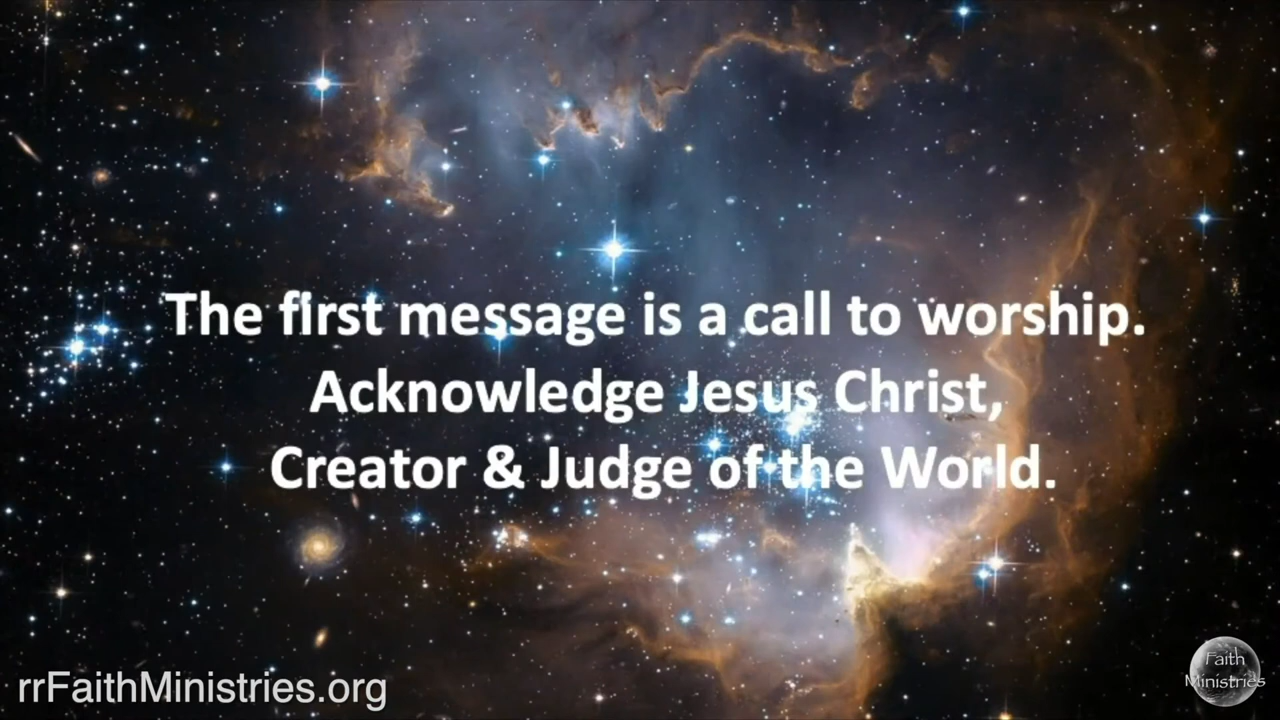 The first message is a call to worship.
Acknowledge Jesus Christ,
Creator & Judge of the World.
rrFaithMinistries.org
Faith
Ministries